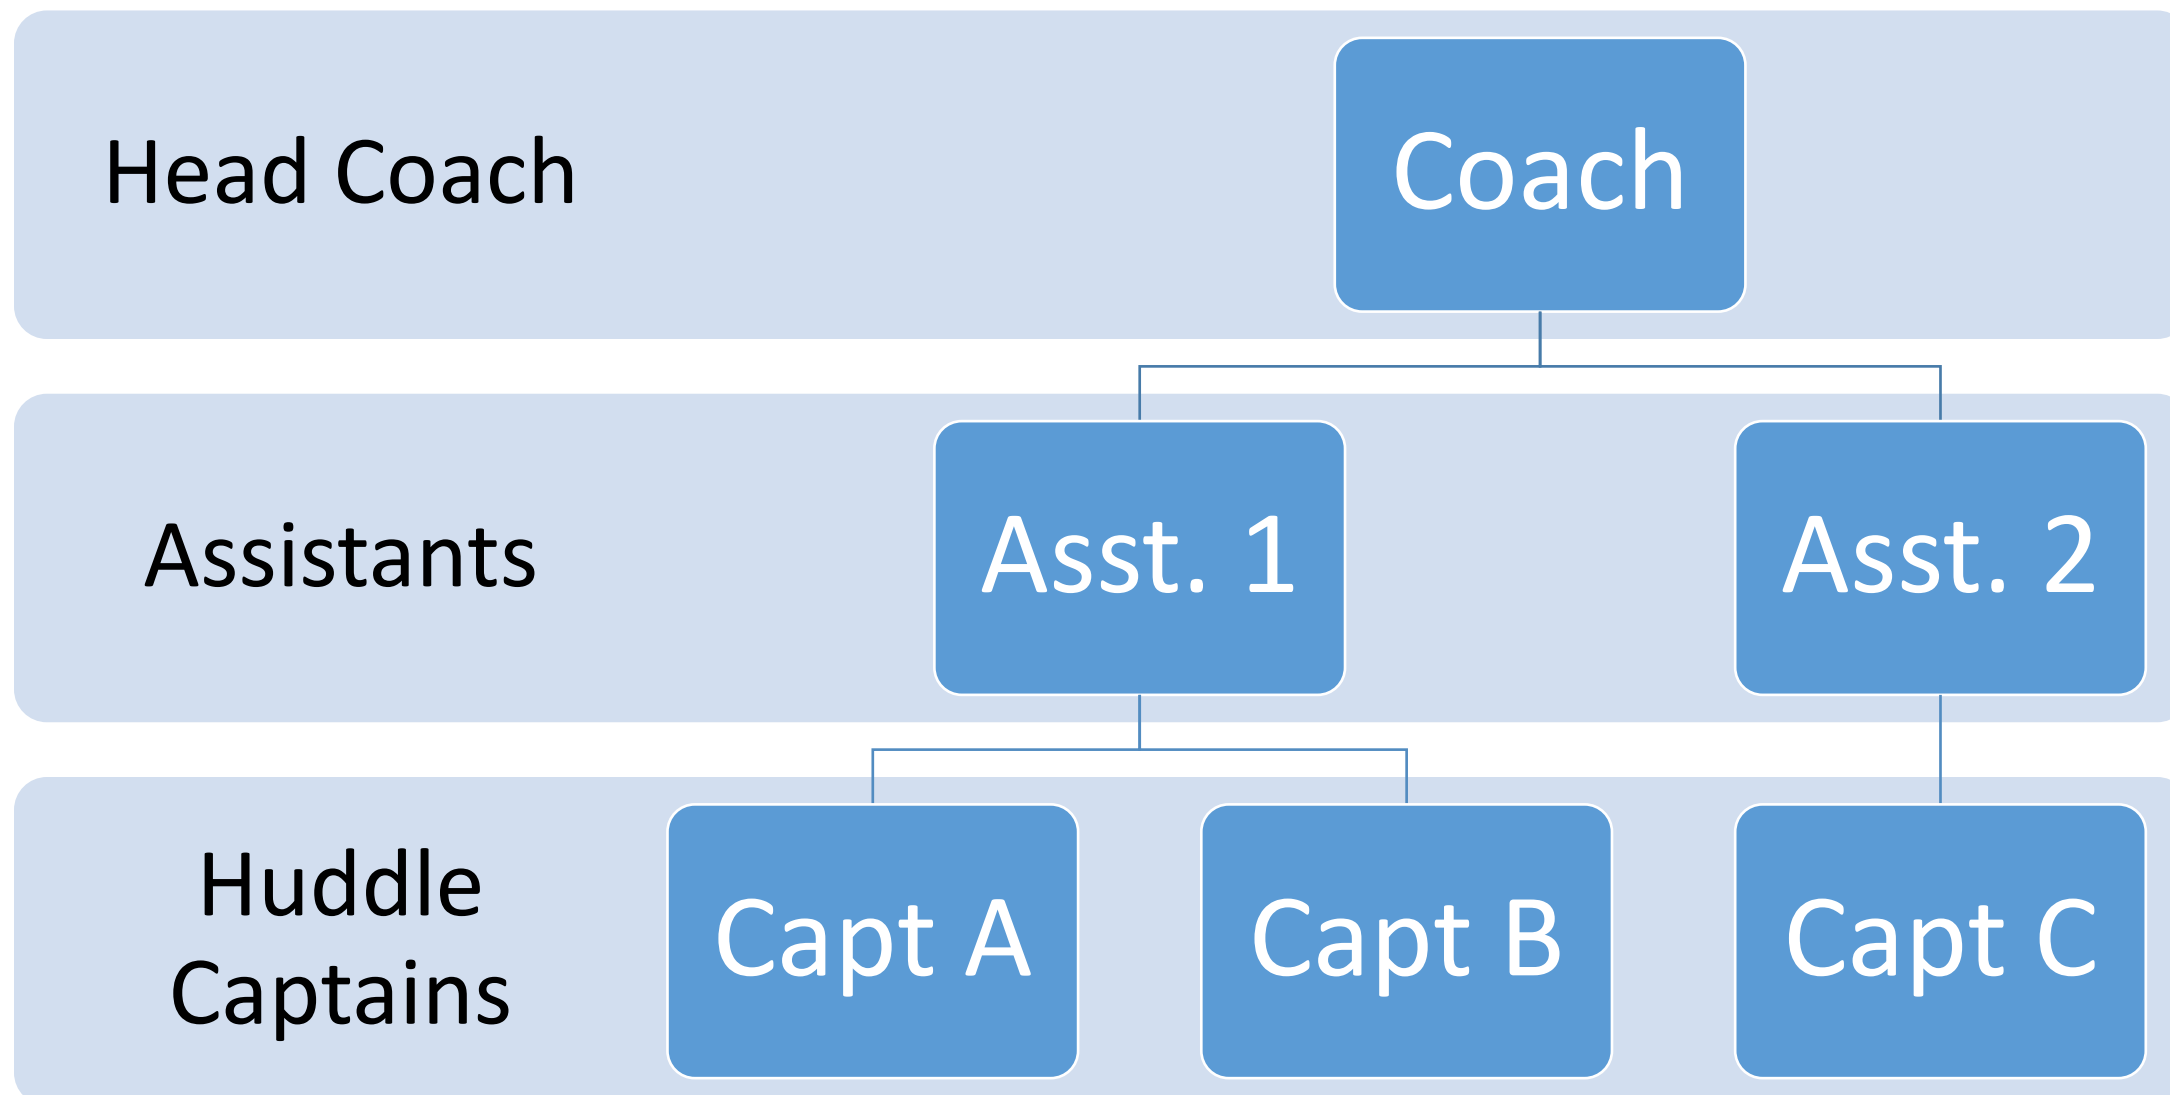 Head Coach
Coach
Assistants
Asst. 1
Asst. 2
Huddle
Captains
Capt A
Capt B
Capt C